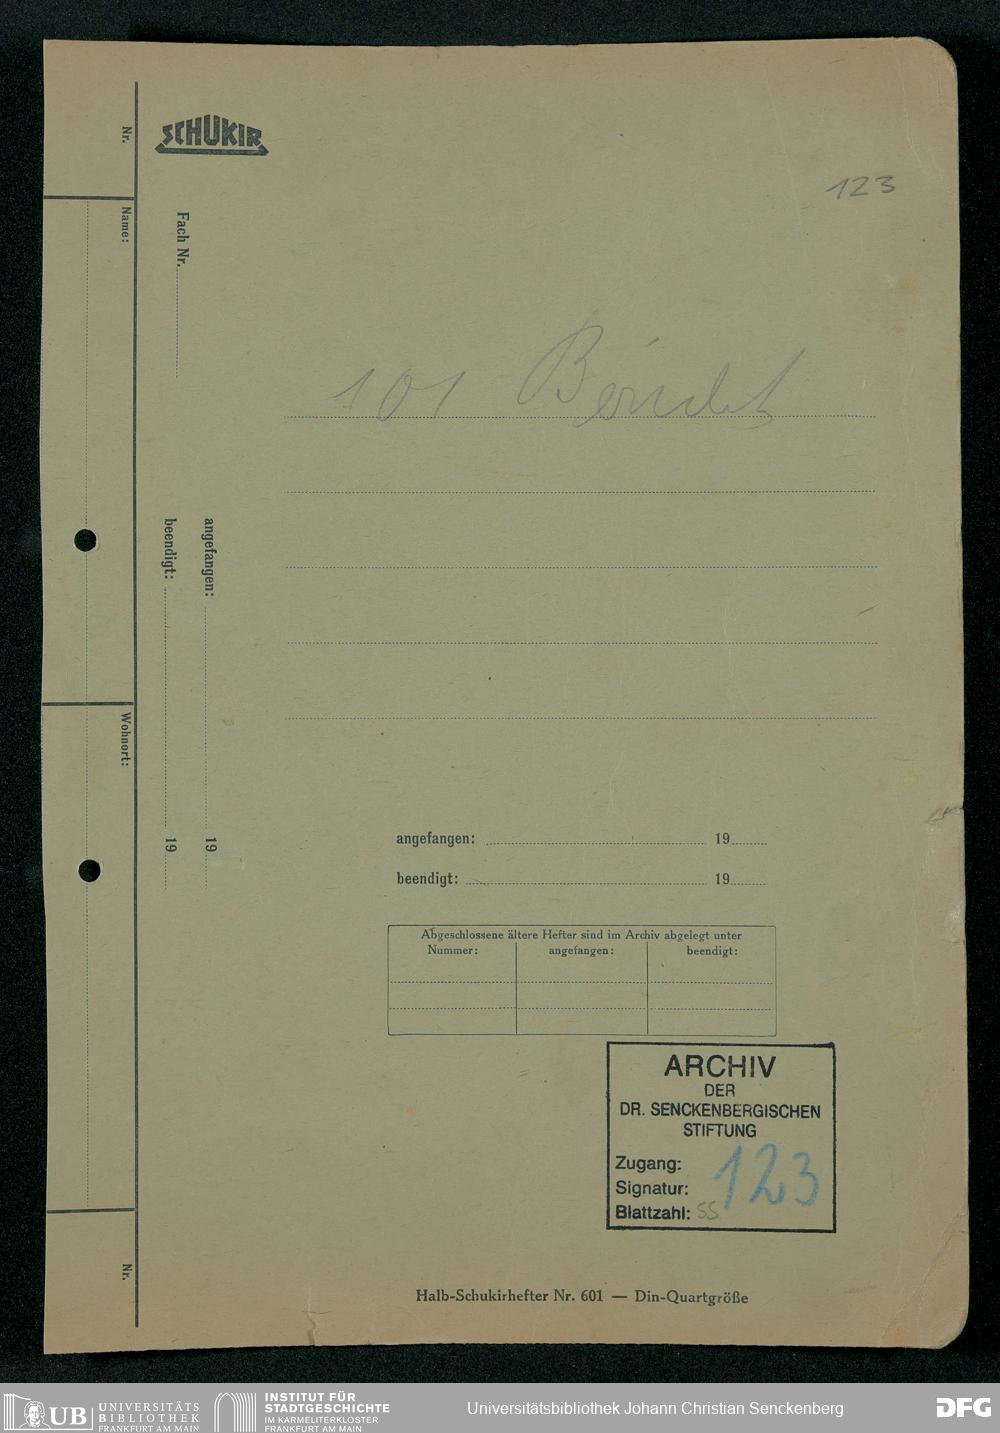 SCHUKIR
123
Nr.
Name:
Fach Nr.
101
angefangen:
beendigt:
Wohnort:
19
19
angefangen: 19
beendigt: 19
Abgeschlossene ältere Hefter sind im Archiv abgelegt unter
Nummer: angefangen: beendigt:
ARCHIV
DER
DR. SENCKENBERGISCHEN
STIFTUNG
Zugang:
Signatur: 123
Blattzahl: 55
Nr.
Halb-Schukirhefter Nr. 601 — Din-Quartgröße
UB UNIVERSITÄTS
BIBLIOTHEK
FRANKFURT AM MAIN
INSTITUT FÜR
STADTGESCHICHTE
IM KARMELITERKLOSTER
FRANKFURT AM MAIN
Universitätsbibliothek Johann Christian Senckenberg
DFG